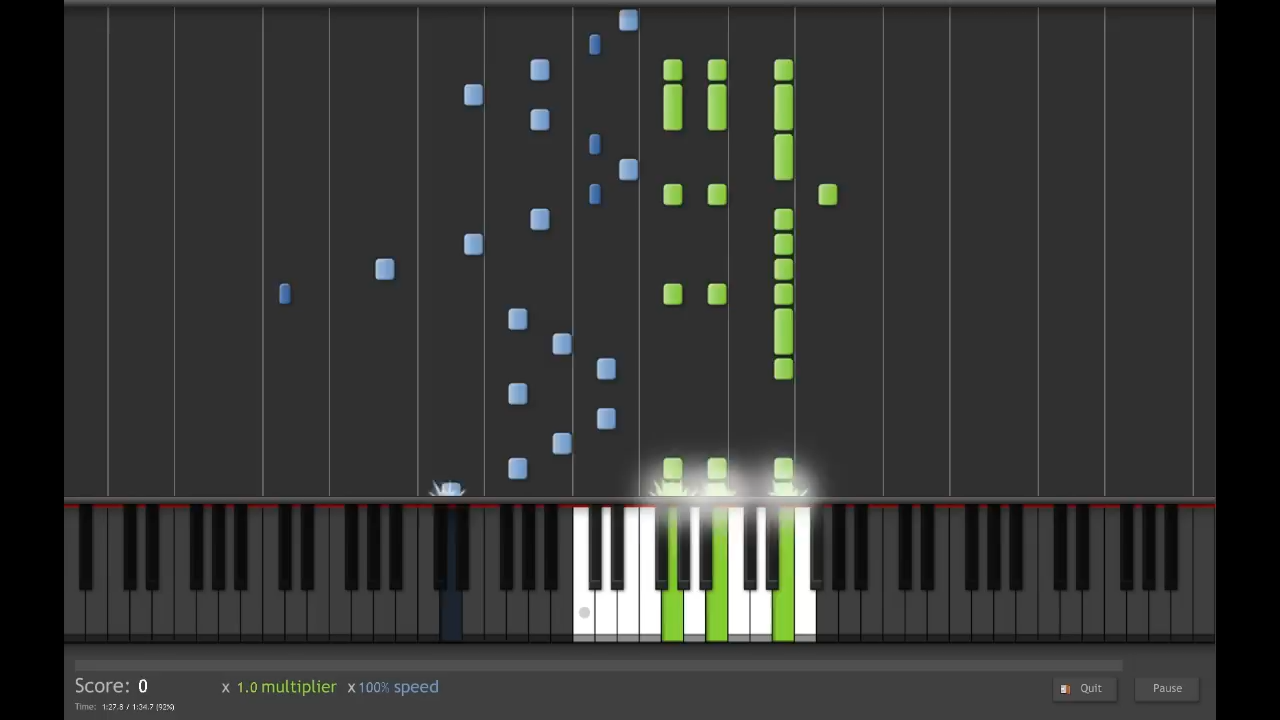 Score: 0 x 1.0 multiplier x 100% speed Quit Pause
Time: 1:27.8 / 1:34.7 (92%)